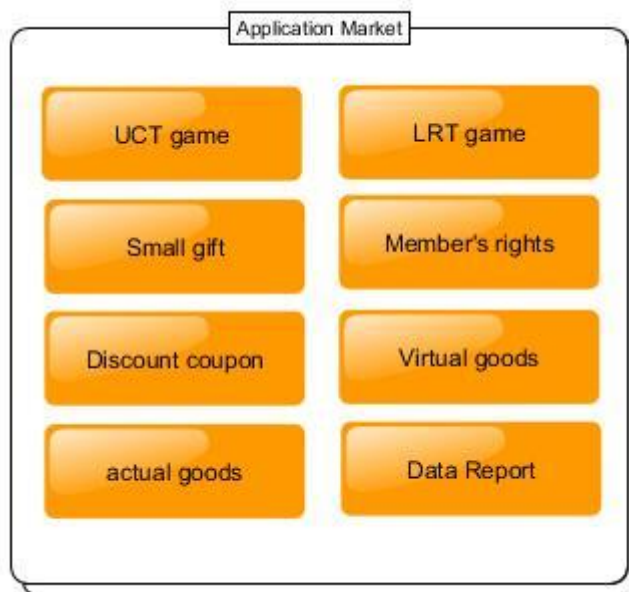 Application Market
UCT game
LRT game
Small gift
Member's rights
Discount coupon
Virtual goods
actual goods
Data Report